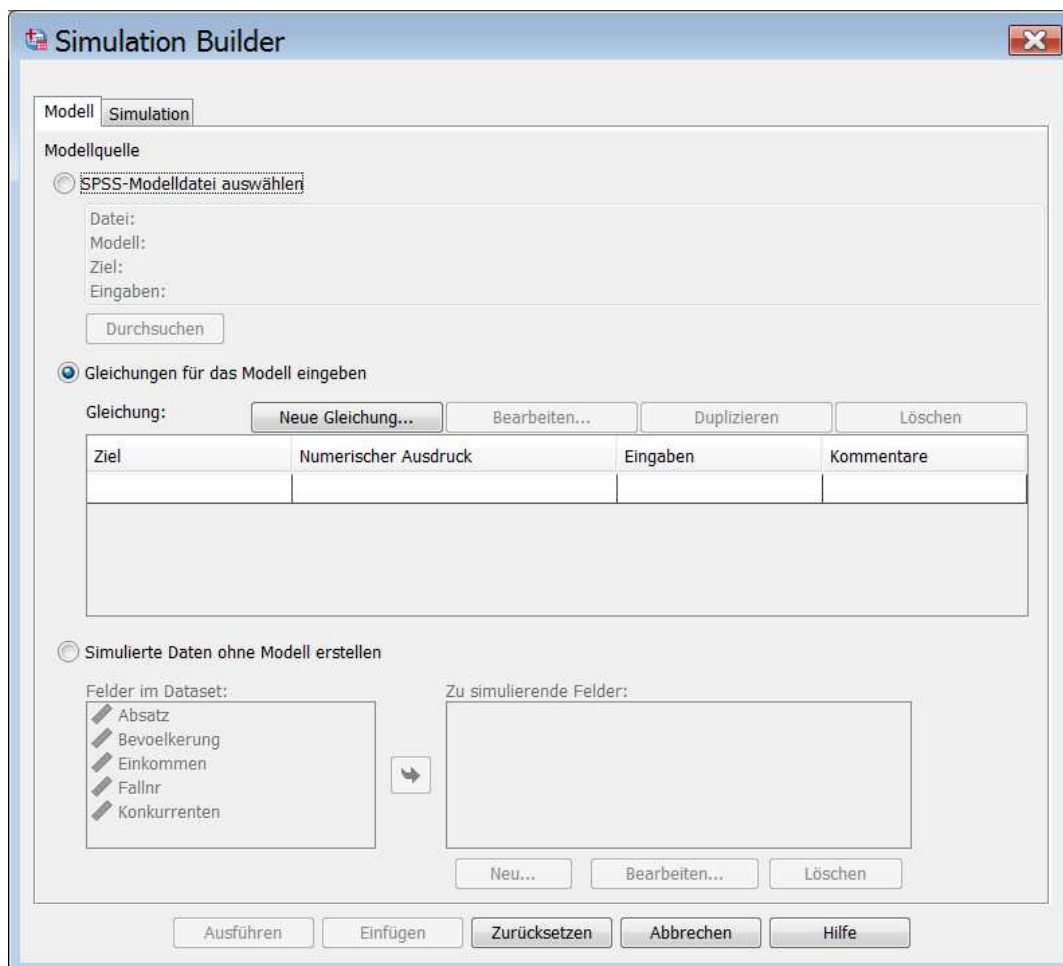 Simulation Builder
Modell Simulation
Modellquelle
SPSS-Modelldatei auswählen
Datei:
Modell:
Ziel:
Eingaben:
Durchsuchen
Gleichungen für das Modell eingeben
Gleichung: Neue Gleichung... Bearbeiten... Duplizieren Löschen
Ziel Numerischer Ausdruck Eingaben Kommentare
Simulierte Daten ohne Modell erstellen
Felder im Dataset: Zu simulierende Felder:
Absatz
Bevoelkerung
Einkommen
Fallnr
Konkurrenten
Neu... Bearbeiten... Löschen
Ausführen Einfügen Zurücksetzen Abbrechen Hilfe